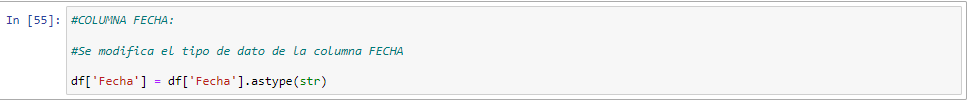 In [55]: #COLUMNA FECHA:
#Se modifica el tipo de dato de la columna FECHA
df['Fecha'] = df['Fecha'].astype(str)